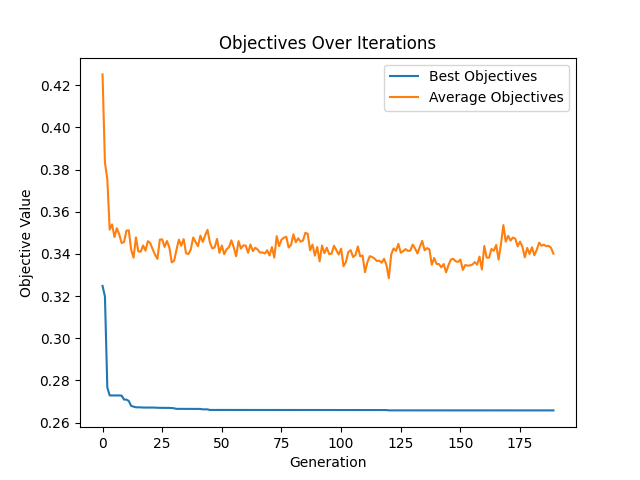 Objectives Over Iterations
Best Objectives
Average Objectives
Objective Value
0.42
0.40
0.38
0.36
0.34
0.32
0.30
0.28
0.26
0 25 50 75 100 125 150 175
Generation